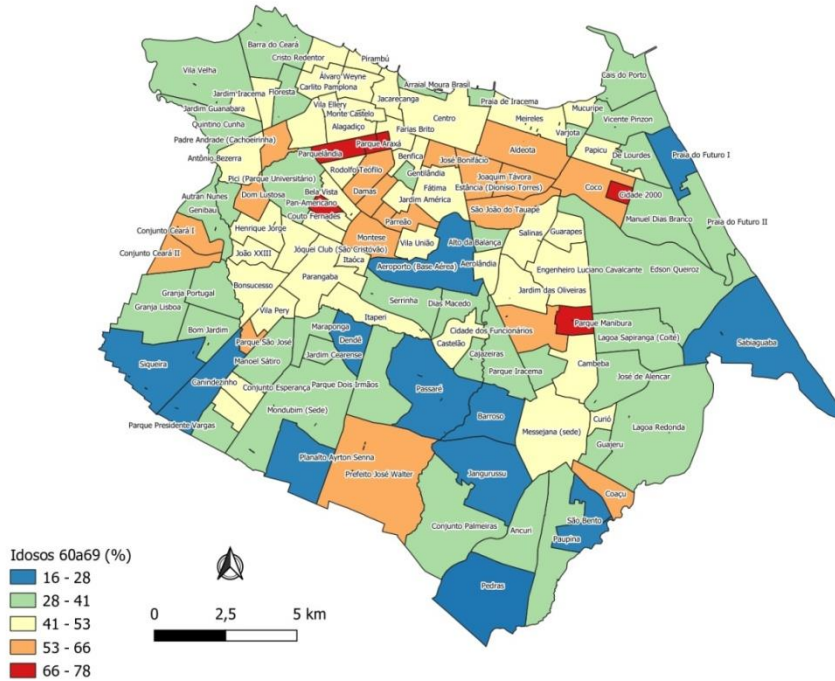 Barra do Ceará
Pirambú
Cristo Redentor
Vila Velha
Álvaro Weyne
Cais do Porto
Floresta
Carlito Pamplona
Arraial Moura Brasil
Jardim Iracema
Jacarecanga
Praia de Iracema
Mucuripe
Jardim Guanabara
Vila Ellery
Monte Castelo
Centro
Meireles
Vicente Pinzon
Quintino Cunha
Alagadiço
Farias Brito
Varjota
Padre Andrade (Cachoeirinha)
Parque Araxá
Aldeota
Papicu
De Lourdes
Praia do Futuro I
Parquelândia
Benfica
José Bonifácio
Antônio Bezerra
Rodolfo Teófilo
Gentlândia
Joaquim Távora
Pici (Parque Universitário)
Bela Vista
Damas
Fátima
Estância (Dionísio Torres)
Cocó
Cidade 2000
Autran Nunes
Dom Lustosa
Pan-Americano
Jardim América
São João do Tauape
Manuel Dias Branco
Praia do Futuro II
Genibau
Couto Fernades
Parreão
Conjunto Ceará I
Henrique Jorge
Montese
Vila União
Alto da Balança
Salinas
Guarapes
Conjunto Ceará II
João XXIII
Jóquei Club (São Cristovão)
Itaóca
Aeroporto (Base Aérea)
Aerolândia
Engenheiro Luciano Cavalcante
Edson Queiroz
Bonsucesso
Parangaba
Jardim das Oliveiras
Granja Portugal
Serrinha
Dias Macedo
Granja Lisboa
Vila Pery
Itaperi
Parque Manibura
Bom Jardim
Maraponga
Cidade dos Funcionários
Lagoa Sapiranga (Coité)
Sabiaguaba
Parque São José
Dendê
Castelão
Siqueira
Manoel Sátiro
Jardim Cearense
Cajazeiras
Cambeba
Canindezinho
Conjunto Esperança
Parque Dois Irmãos
Passaré
Parque Iracema
José de Alencar
Mondubim (Sede)
Barroso
Parque Presidente Vargas
Messejana (sede)
Curió
Lagoa Redonda
Guajeru
Planalto Ayrton Senna
Prefeito José Walter
Jangurussu
Coaçu
São Bento
Conjunto Palmeiras
Ancuri
Paupina
Pedras
Idosos 60a69 (%)
16 - 28
28 - 41
41 - 53
53 - 66
66 - 78
0 2,5 5 km